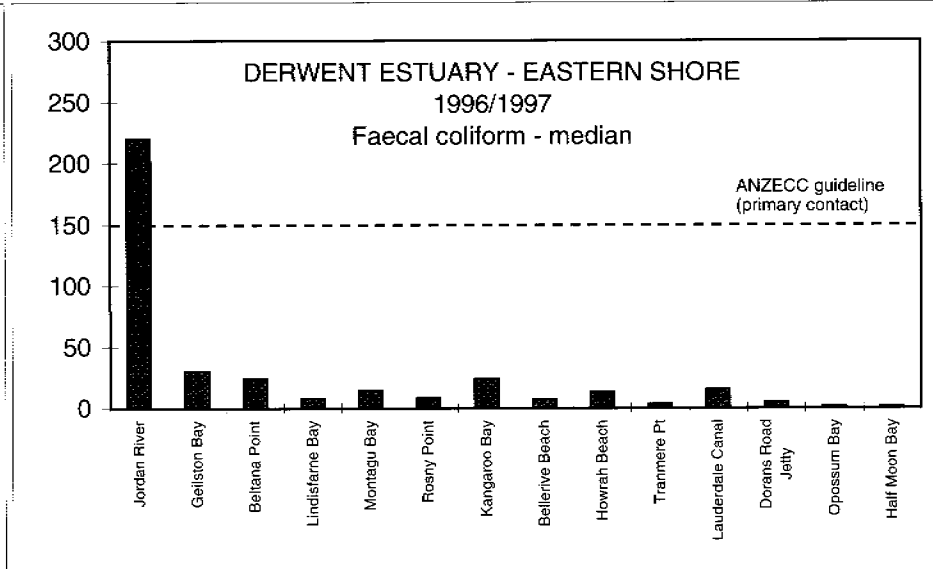 DERWENT ESTUARY - EASTERN SHORE
1996/1997
Faecal coliform - median
300
250
200
150
100
50
0
ANZECC guideline
(primary contact)
Jordan River
Geilston Bay
Beltana Point
Lindisfarne Bay
Montagu Bay
Rosny Point
Kangaroo Bay
Bellerive Beach
Howrah Beach
Tranmere Pt
Lauderdale Canal
Dorans Road
Jetty
Opossum Bay
Half Moon Bay